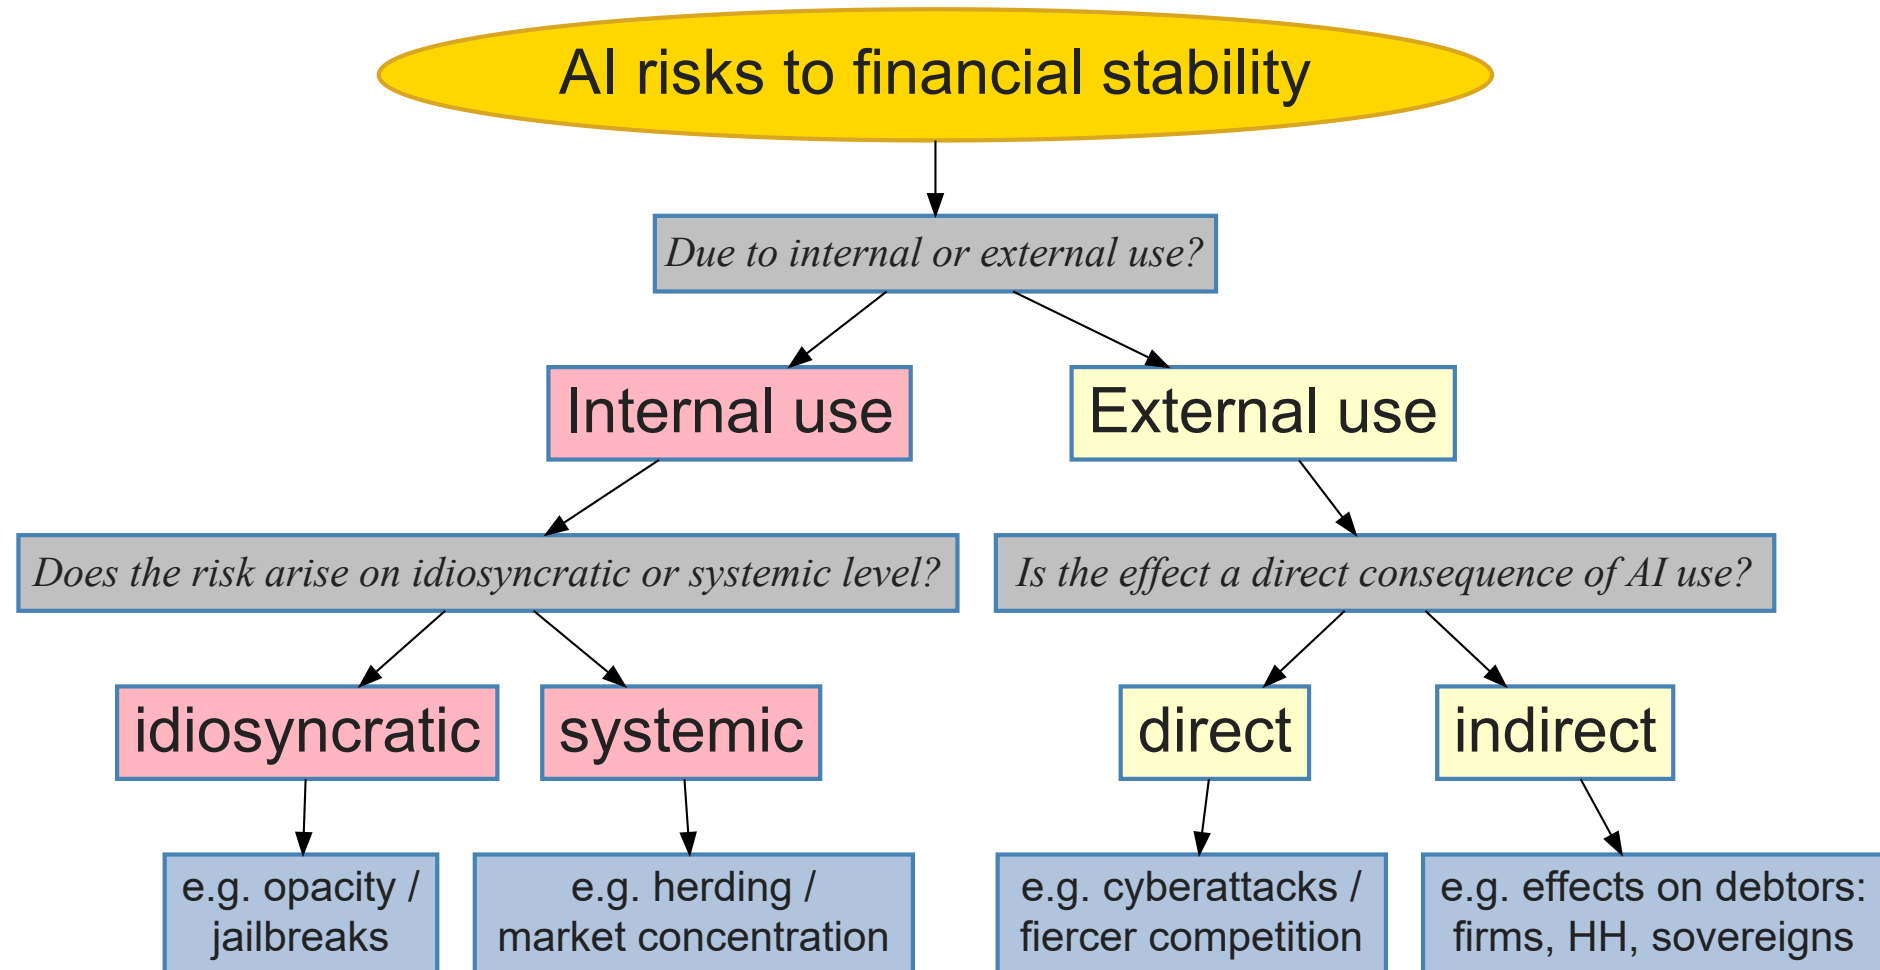 AI risks to financial stability
Due to internal or external use?
Internal use
External use
Does the risk arise on idiosyncratic or systemic level?
Is the effect a direct consequence of AI use?
idiosyncratic
systemic
direct
indirect
e.g. opacity /
jailbreaks
e.g. herding /
market concentration
e.g. cyberattacks /
fiercer competition
e.g. effects on debtors:
firms, HH, sovereigns